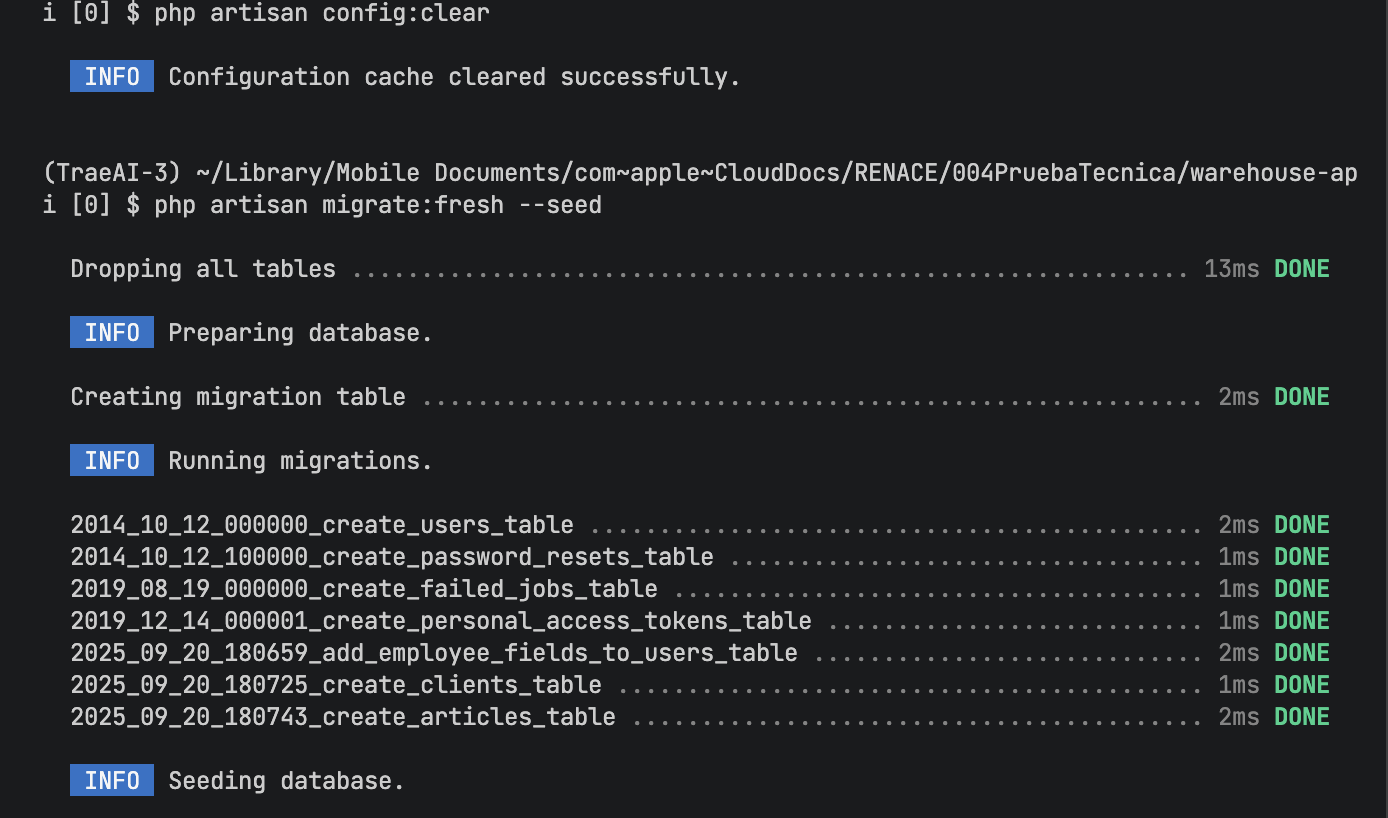 i [0] $ php artisan config:clear
INFO Configuration cache cleared successfully.
(TraeAI-3) ~/Library/Mobile Documents/com~apple~CloudDocs/RENACE/004PruebaTecnica/warehouse-ap
i [0] $ php artisan migrate:fresh --seed
Dropping all tables ............................................................ 13ms DONE
INFO Preparing database.
Creating migration table ........................................................ 2ms DONE
INFO Running migrations.
2014_10_12_000000_create_users_table ............................................ 2ms DONE
2014_10_12_100000_create_password_resets_table .................................. 1ms DONE
2019_08_19_000000_create_failed_jobs_table ...................................... 1ms DONE
2019_12_14_000001_create_personal_access_tokens_table ........................... 1ms DONE
2025_09_20_180659_add_employee_fields_to_users_table ............................ 2ms DONE
2025_09_20_180725_create_clients_table .......................................... 1ms DONE
2025_09_20_180743_create_articles_table ......................................... 2ms DONE
INFO Seeding database.